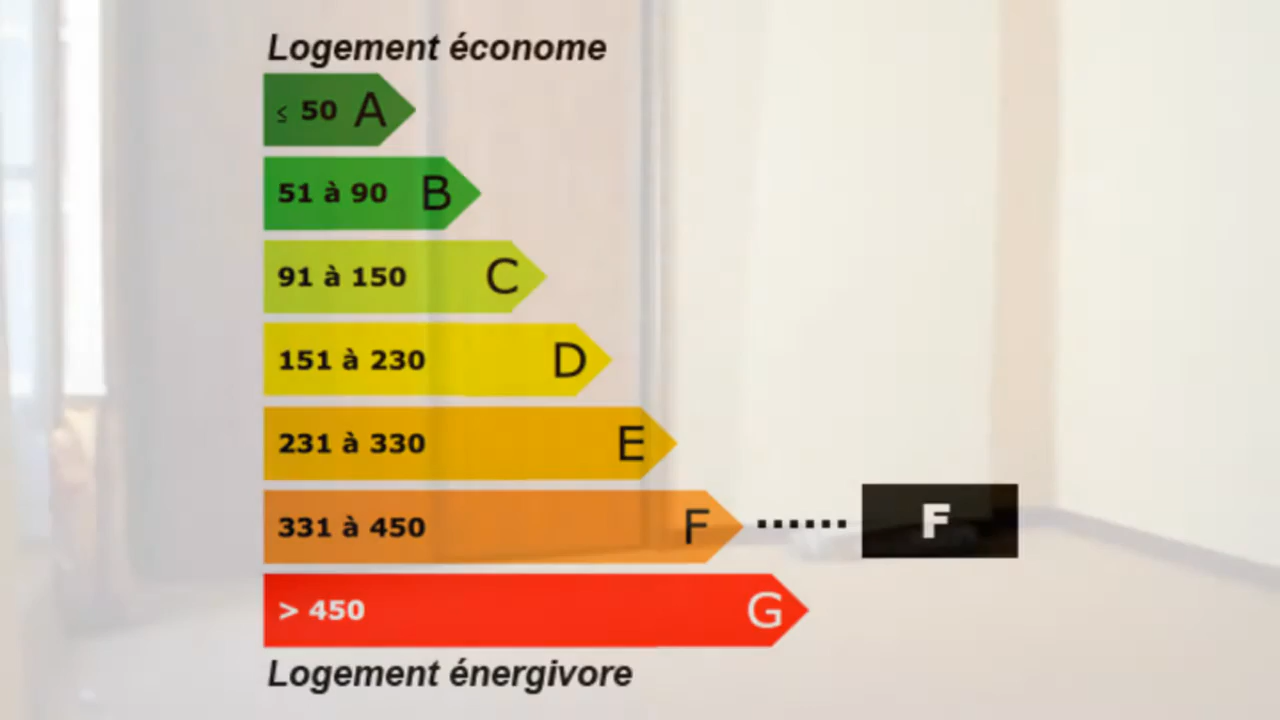 Logement économe
≤ 50 A
51 à 90 B
91 à 150 C
151 à 230 D
231 à 330 E
331 à 450 F F
> 450 G
Logement énergivore